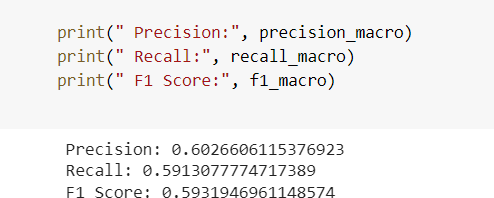 print(" Precision:", precision_macro)
print(" Recall:", recall_macro)
print(" F1 Score:", f1_macro)
Precision: 0.6026606115376923
Recall: 0.5913077774717389
F1 Score: 0.5931946961148574